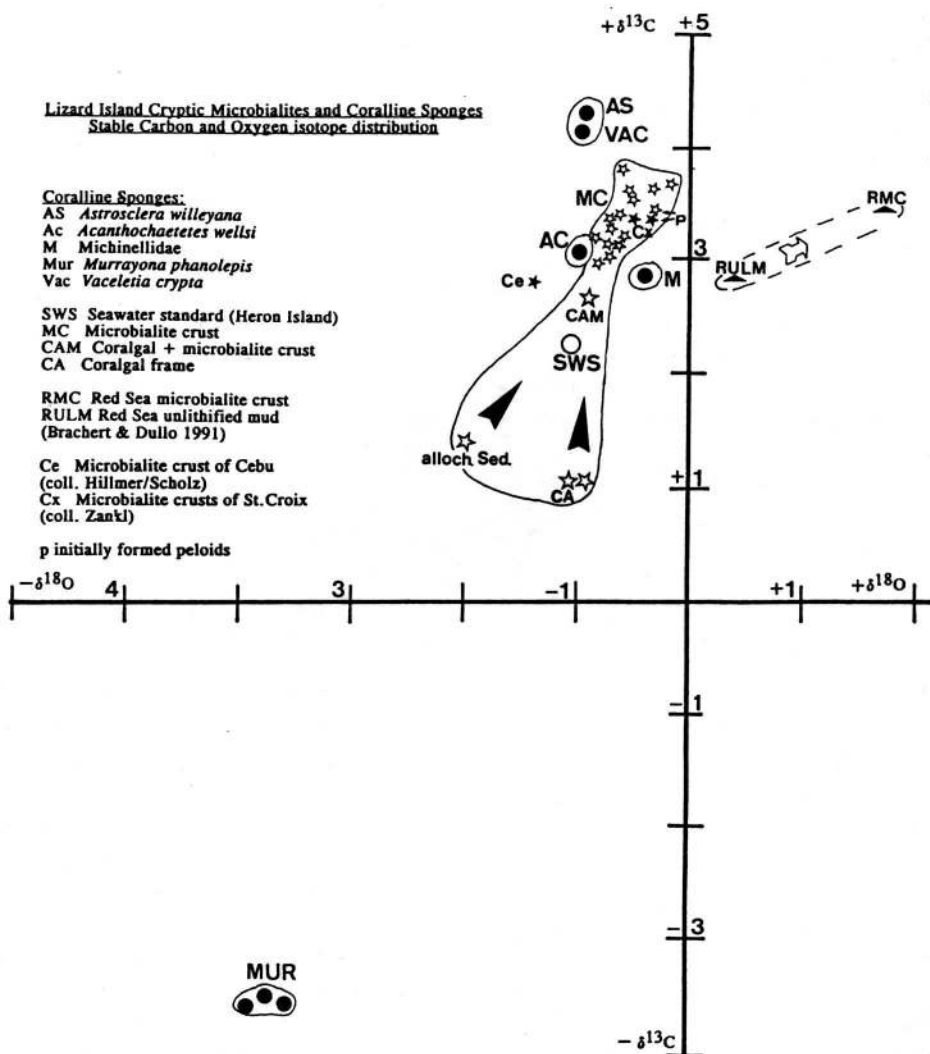 +δ¹³C +5
Lizard Island Cryptic Microbialites and Coralline Sponges
Stable Carbon and Oxygen isotope distribution
AS
VAC
Coralline Sponges:
AS Astrosclera willeyana
Ac Acanthochaetetes wellsi
M Michinellidae
Mur Murrayona phanolepis
Vac Vaceletia crypta
MC
RMC
p
Cx
AC
3
RULM
M
Ce
SWS Seawater standard (Heron Island)
MC Microbialite crust
CAM Coralgal + microbialite crust
CA Coralgal frame
CAM
SWS
RMC Red Sea microbialite crust
RULM Red Sea unlithified mud
(Brachert & Dullo 1991)
alloch. Sed.
Ce Microbialite crust of Cebu
(coll. Hillmer/Scholz)
Cx Microbialite crusts of St.Croix
(coll. Zankl)
CA
+1
p initially formed peloids
−δ¹⁸O 4 3 −1 +1 +δ¹⁸O
−1
−3
MUR
− δ¹³C